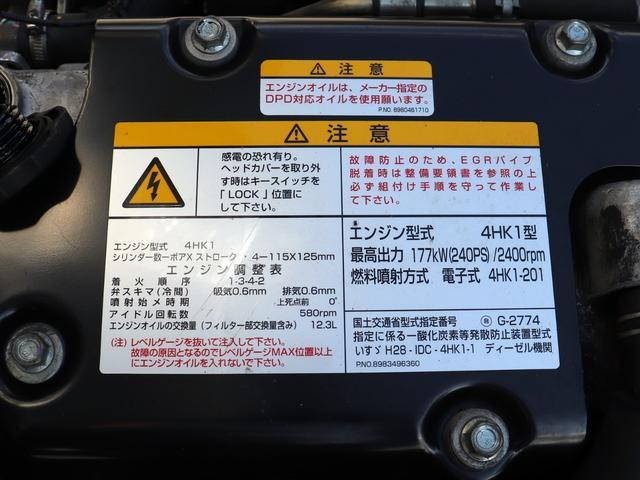 注意
エンジンオイルは、メーカー指定の
DPD対応オイルを使用願います。
P.NO 8980461710
注意
感電の恐れ有り。
ヘッドカバーを取り外
す時はキースイッチを
「LOCK」位置に
して下さい。
故障防止のため、EGRパイプ
脱着時は整備要領書を参照の上
必ず組付け手順を守って作業し
て下さい。
エンジン型式 4HK1
シリンダー数-ボアXストローク・4-115X125mm
エンジン調整表
着火順序 1-3-4-2
弁スキマ(冷間) 吸気0.6mm 排気0.6mm
噴射始メ時期 上死点前 0°
アイドル回転数 580rpm
エンジンオイルの交換量(フィルター部交換量含み) 12.3L
(注)レベルゲージを抜いて注入して下さい。
故障の原因となるのでレベルゲージMAX位置以上
にエンジンオイルを入れないで下さい。
エンジン型式 4HK1型
最高出力 177kW(240PS)/2400rpm
燃料噴射方式 電子式 4HK1-201
国土交通省型式指定番号 G-2774
指定に係る一酸化炭素等発散防止装置型式
いすゞ H28-IDC-4HK1-1 ディーゼル機関
P.NO.8983496360